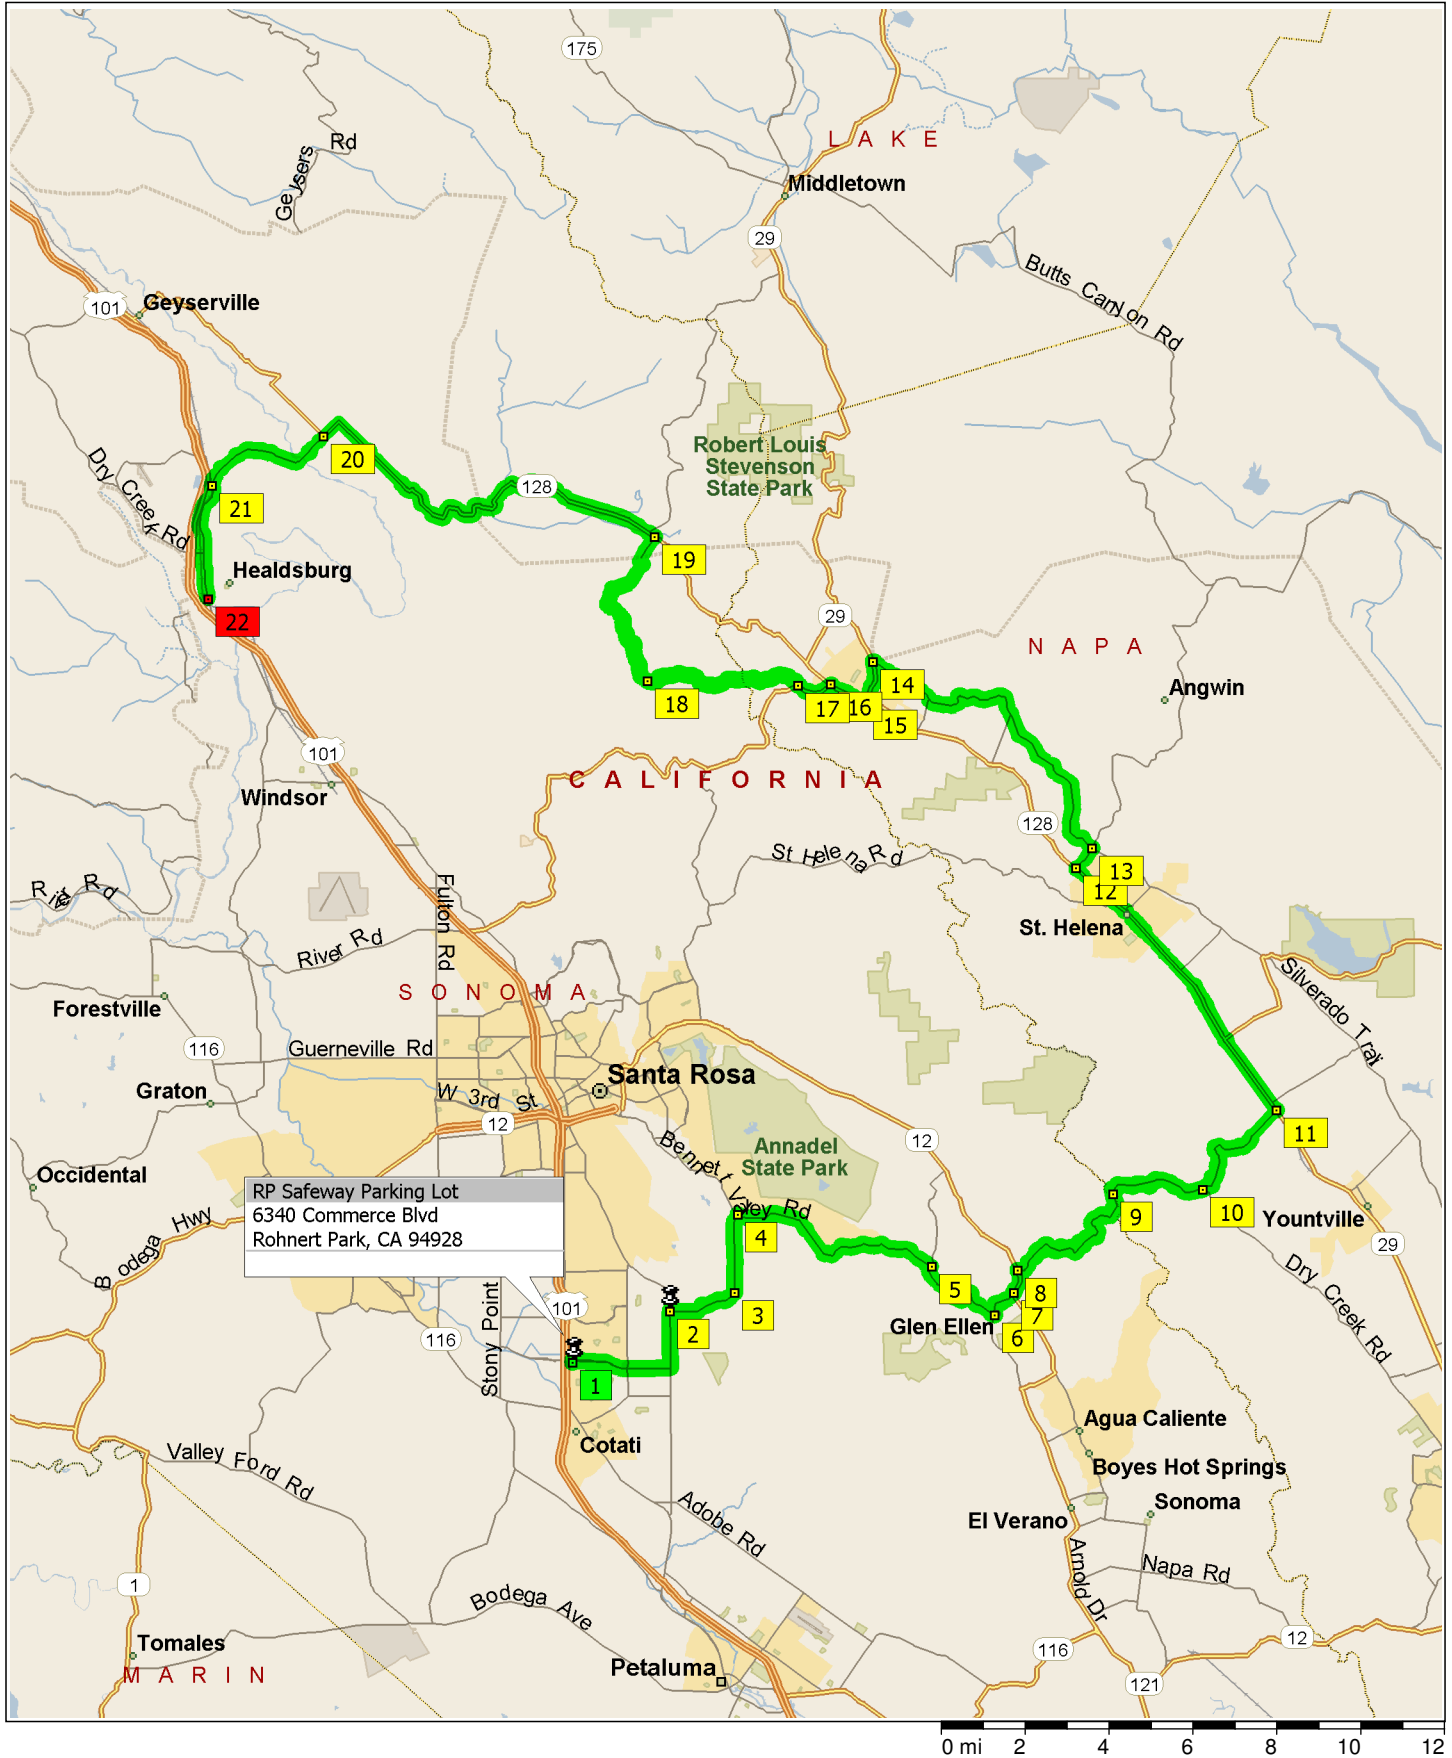 175
Geysers Rd
L A K E
Middletown
29
Butts Canyon Rd
101
Geyserville
Robert Louis
Stevenson
State Park
20
128
Dry Creek Rd
21
19
Healdsburg
22
29
N A P A
14
Angwin
18
17
16
15
101
C A L I F O R N I A
Windsor
128
St Helena Rd
13
12
River Rd
Fulton Rd
St. Helena
River Rd
Silverado Trail
S O N O M A
Forestville
116
Guerneville Rd
Santa Rosa
Graton
W 3rd St
12
12
11
Bennett Valley Rd
Annadel
State Park
Occidental
RP Safeway Parking Lot
6340 Commerce Blvd
Rohnert Park, CA 94928
Bodega Hwy
4
9
10
Yountville
29
Dry Creek Rd
5
8
3
7
Glen Ellen
6
2
101
116
Stony Point
1
Agua Caliente
Cotati
Valley Ford Rd
Boyes Hot Springs
Sonoma
El Verano
Adobe Rd
Napa Rd
Arnold Dr
1
Bodega Ave
Tomales
12
116
M A R I N
Petaluma
121
0 mi 2 4 6 8 10 12